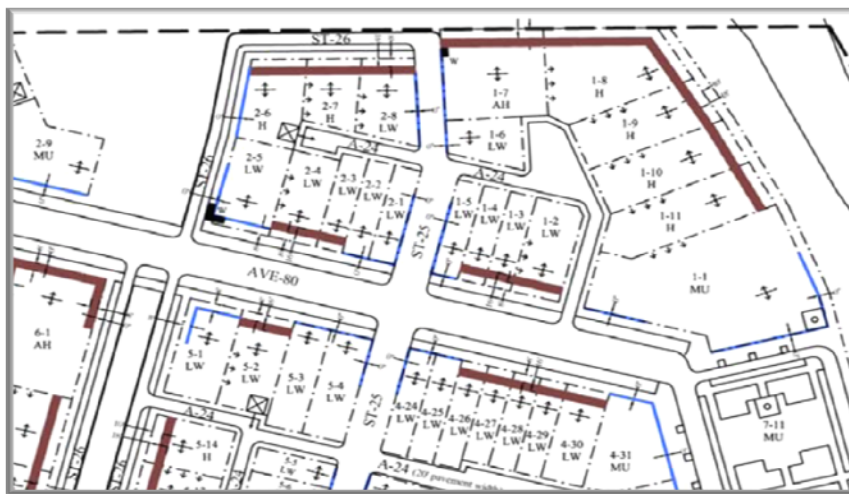 ST-26
W
1-7
AH
1-8
H
2-6
H
2-7
H
2-8
LW
1-9
H
1-6
LW
2-9
MU
A-24
2-5
LW
2-4
LW
2-3
LW
2-2
LW
2-1
LW
A-24
1-10
H
ST-26
1-5
LW
1-4
LW
1-3
LW
1-2
LW
1-11
H
W
ST-25
AVE-80
1-1
MU
6-1
AH
5-1
LW
5-2
LW
5-3
LW
5-4
LW
ST-25
4-24
LW
4-25
LW
4-26
LW
4-27
LW
4-28
LW
4-29
LW
4-30
LW
4-31
MU
7-11
MU
A-24
5-14
H
A-24 (20' pavement width
ST-26